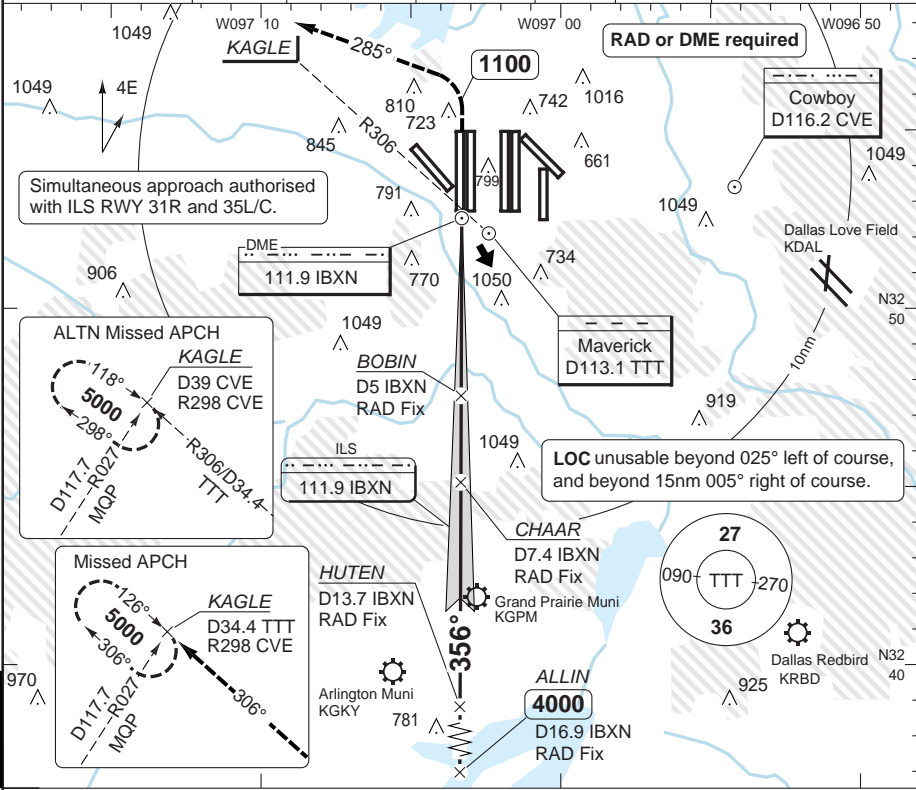 W097 10
W097 00
W096 50
1049
KAGLE
285°
RAD or DME required
1100
1049
4E
810
723
742
1016
Cowboy
D116.2 CVE
845
R306
661
1049
799
Simultaneous approach authorised
with ILS RWY 31R and 35L/C.
791
1049
Dallas Love Field
KDAL
DME
111.9 IBXN
770
1050
734
906
N32
50
1049
Maverick
D113.1 TTT
10nm
ALTN Missed APCH
KAGLE
D39 CVE
R298 CVE
118°
5000
298°
D117.7
R027
MQP
R306/D34.4
TTT
BOBIN
D5 IBXN
RAD Fix
919
1049
ILS
111.9 IBXN
LOC unusable beyond 025° left of course,
and beyond 15nm 005° right of course.
CHAAR
D7.4 IBXN
RAD Fix
27
090
TTT
270
36
Missed APCH
KAGLE
D34.4 TTT
R298 CVE
126°
5000
306°
D117.7
R027
MQP
306°
HUTEN
D13.7 IBXN
RAD Fix
Grand Prairie Muni
KGPM
356°
Dallas Redbird
KRBD
N32
40
970
Arlington Muni
KGKY
781
ALLIN
4000
D16.9 IBXN
RAD Fix
925